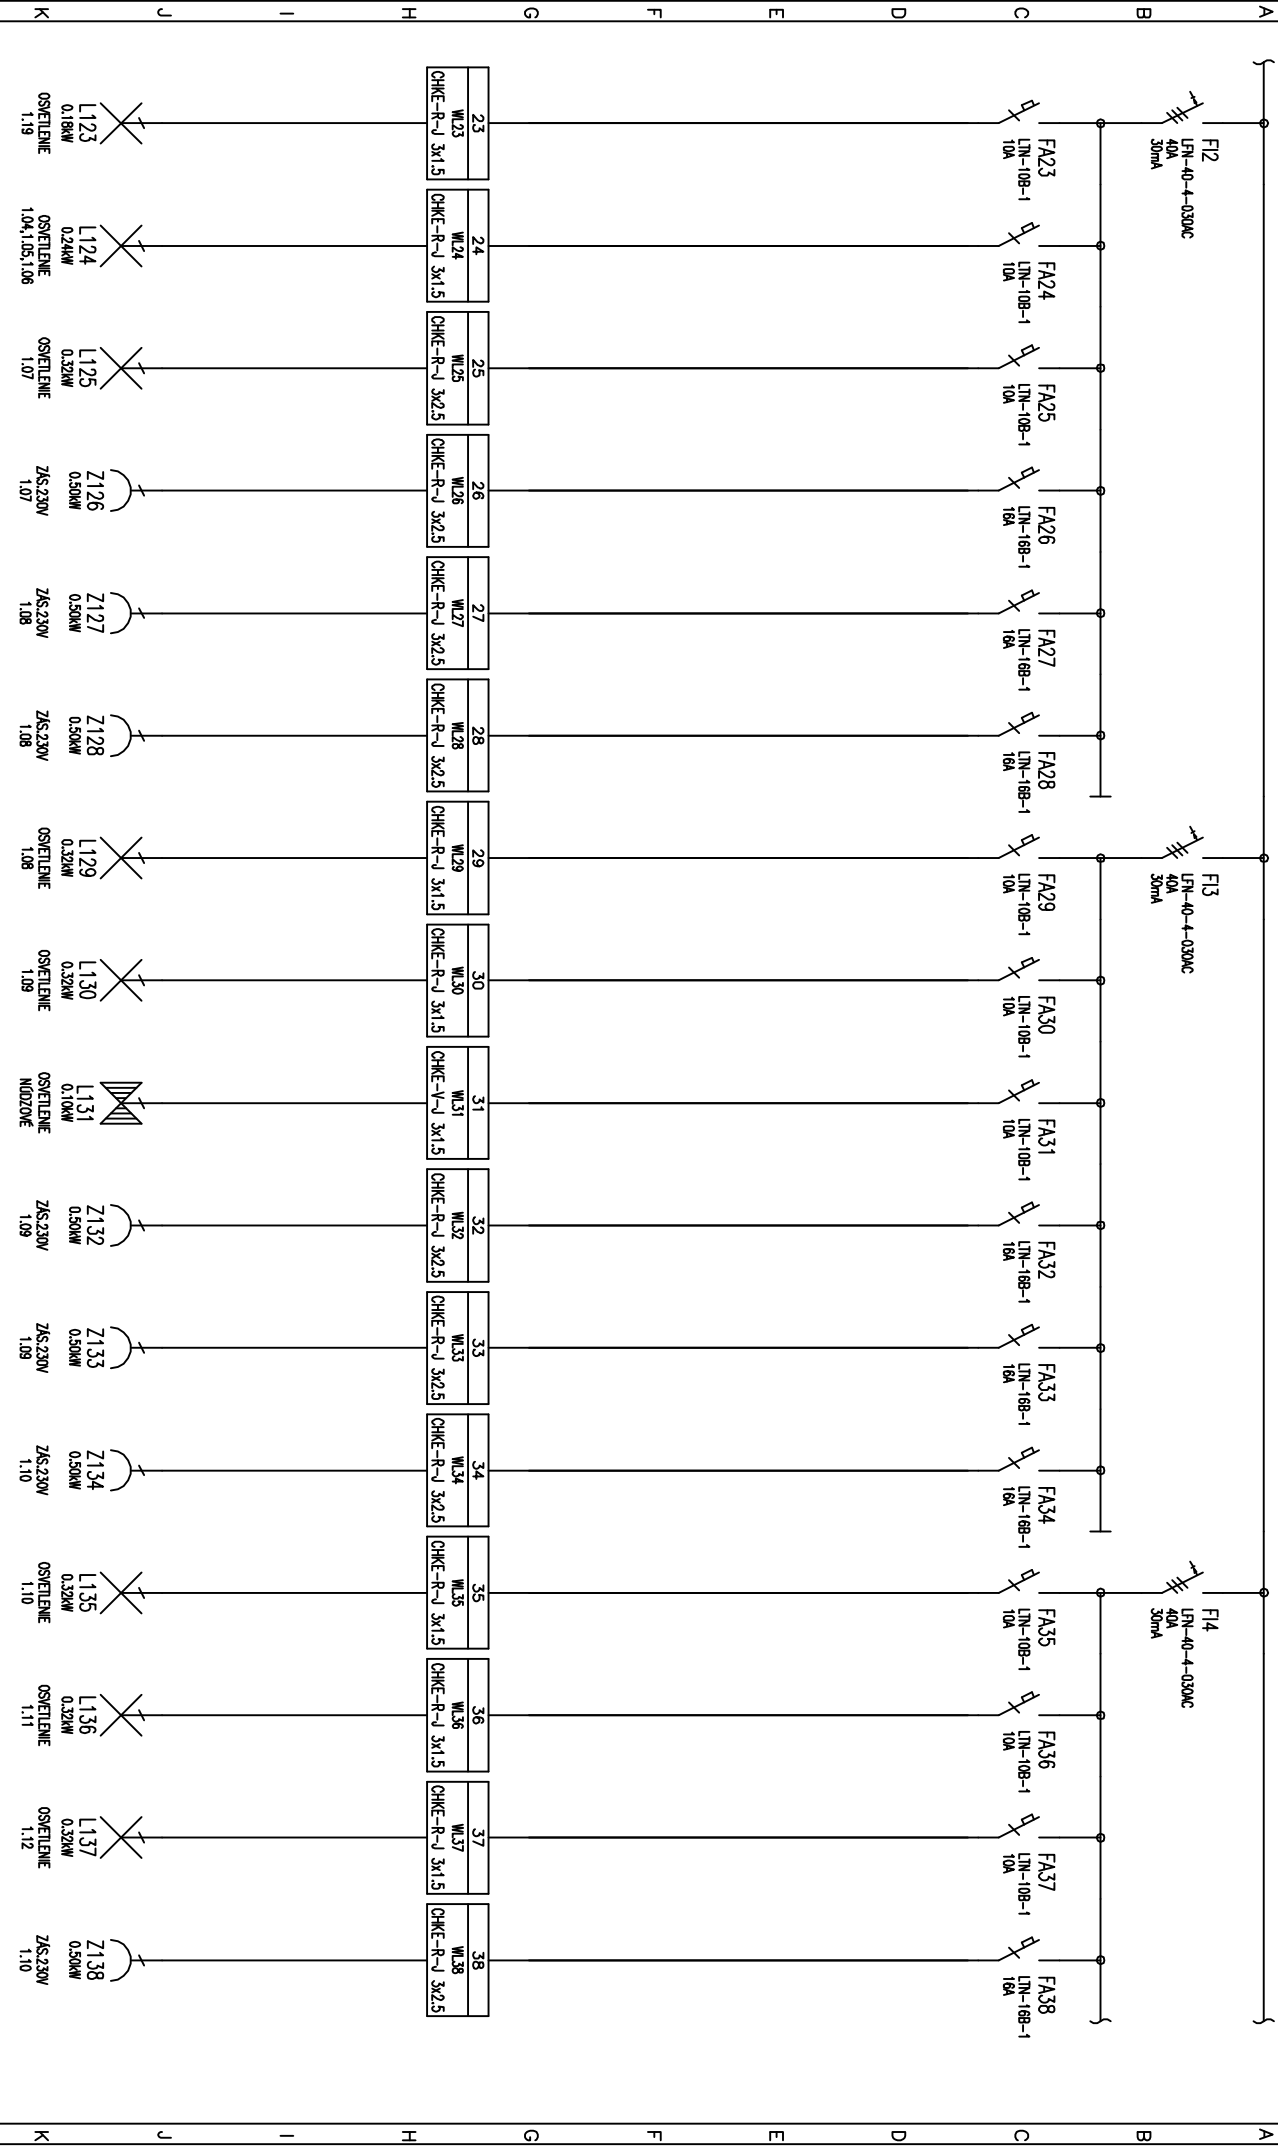 A
B
C
D
E
F
G
H
I
J
K
FI2
LFN-40-4-030AC
40A
30mA
FI3
LFN-40-4-030AC
40A
30mA
FI4
LFN-40-4-030AC
40A
30mA
FA23
LTN-10B-1
10A
FA24
LTN-10B-1
10A
FA25
LTN-10B-1
10A
FA26
LTN-16B-1
16A
FA27
LTN-16B-1
16A
FA28
LTN-16B-1
16A
FA29
LTN-10B-1
10A
FA30
LTN-10B-1
10A
FA31
LTN-10B-1
10A
FA32
LTN-16B-1
16A
FA33
LTN-16B-1
16A
FA34
LTN-16B-1
16A
FA35
LTN-10B-1
10A
FA36
LTN-10B-1
10A
FA37
LTN-10B-1
10A
FA38
LTN-16B-1
16A
23
WL23
CHKE-R-J 3x1.5
24
WL24
CHKE-R-J 3x1.5
25
WL25
CHKE-R-J 3x2.5
26
WL26
CHKE-R-J 3x2.5
27
WL27
CHKE-R-J 3x2.5
28
WL28
CHKE-R-J 3x2.5
29
WL29
CHKE-R-J 3x1.5
30
WL30
CHKE-R-J 3x1.5
31
WL31
CHKE-V-J 3x1.5
32
WL32
CHKE-R-J 3x2.5
33
WL33
CHKE-R-J 3x2.5
34
WL34
CHKE-R-J 3x2.5
35
WL35
CHKE-R-J 3x1.5
36
WL36
CHKE-R-J 3x1.5
37
WL37
CHKE-R-J 3x1.5
38
WL38
CHKE-R-J 3x2.5
L123
0.18kW
OSVETLENIE
1.19
L124
0.24kW
OSVETLENIE
1.04,1.05,1.06
L125
0.32kW
OSVETLENIE
1.07
Z126
0.50kW
ZÁS.230V
1.07
Z127
0.50kW
ZÁS.230V
1.08
Z128
0.50kW
ZÁS.230V
1.08
L129
0.32kW
OSVETLENIE
1.08
L130
0.32kW
OSVETLENIE
1.09
L131
0.10kW
OSVETLENIE
NÚDZOVÉ
Z132
0.50kW
ZÁS.230V
1.09
Z133
0.50kW
ZÁS.230V
1.09
Z134
0.50kW
ZÁS.230V
1.10
L135
0.32kW
OSVETLENIE
1.10
L136
0.32kW
OSVETLENIE
1.11
L137
0.32kW
OSVETLENIE
1.12
Z138
0.50kW
ZÁS.230V
1.10
A
B
C
D
E
F
G
H
I
J
K